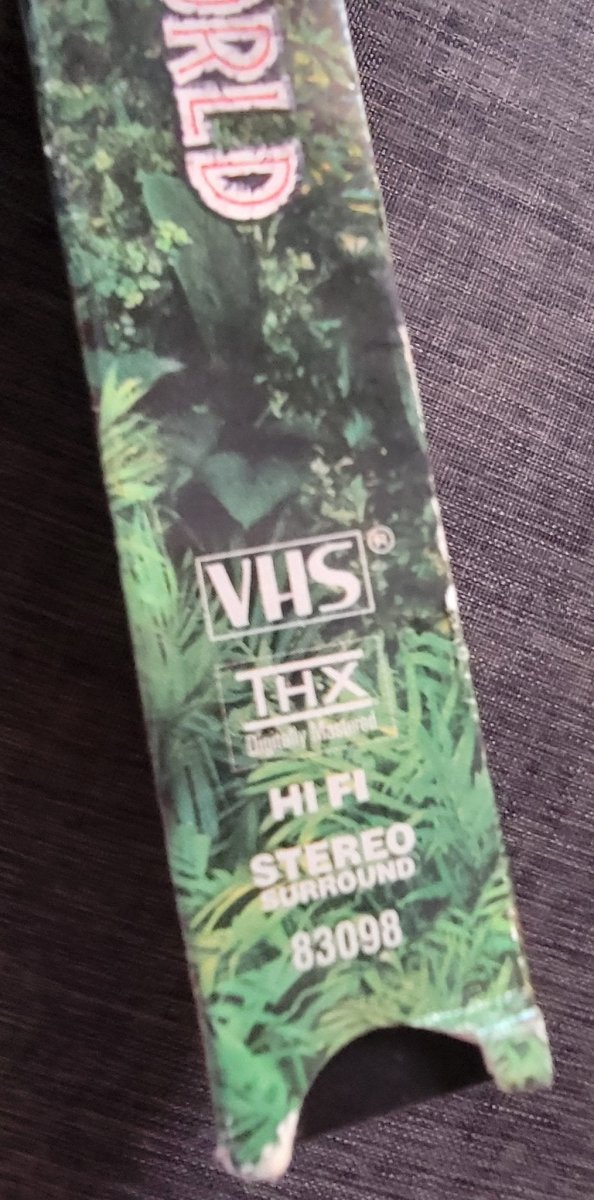 ORLD
VHS®
THX
Digitally Mastered
HI FI
STEREO
SURROUND
83098